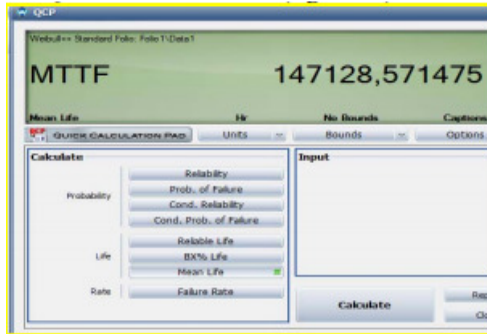 QCP
Weibull++ Standard Folio: Folio1\Data1
MTTF 147128,571475
Mean Life Hr No Bounds Captions
QUICK CALCULATION PAD Units Bounds Options
Calculate Input
Reliability
Prob. of Failure
Probability
Cond. Reliability
Cond. Prob. of Failure
Reliable Life
Life BX% Life
Mean Life
Rate Failure Rate
Calculate